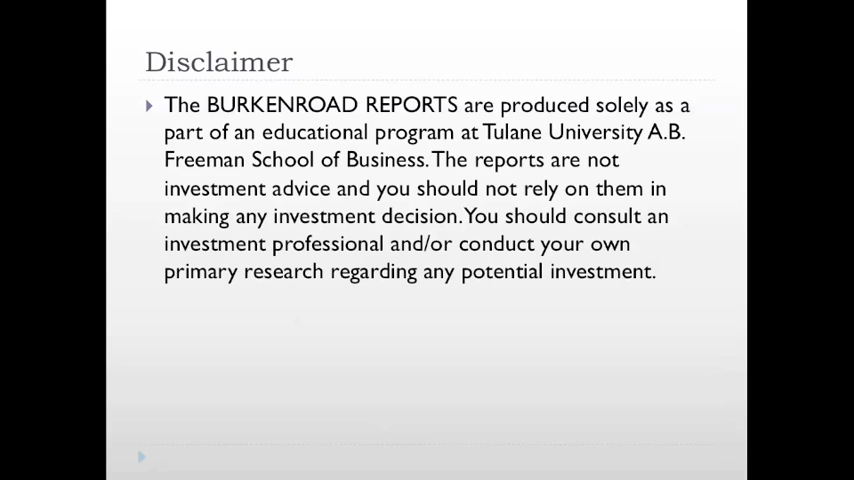 Disclaimer
The BURKENROAD REPORTS are produced solely as a
part of an educational program at Tulane University A.B.
Freeman School of Business. The reports are not
investment advice and you should not rely on them in
making any investment decision. You should consult an
investment professional and/or conduct your own
primary research regarding any potential investment.